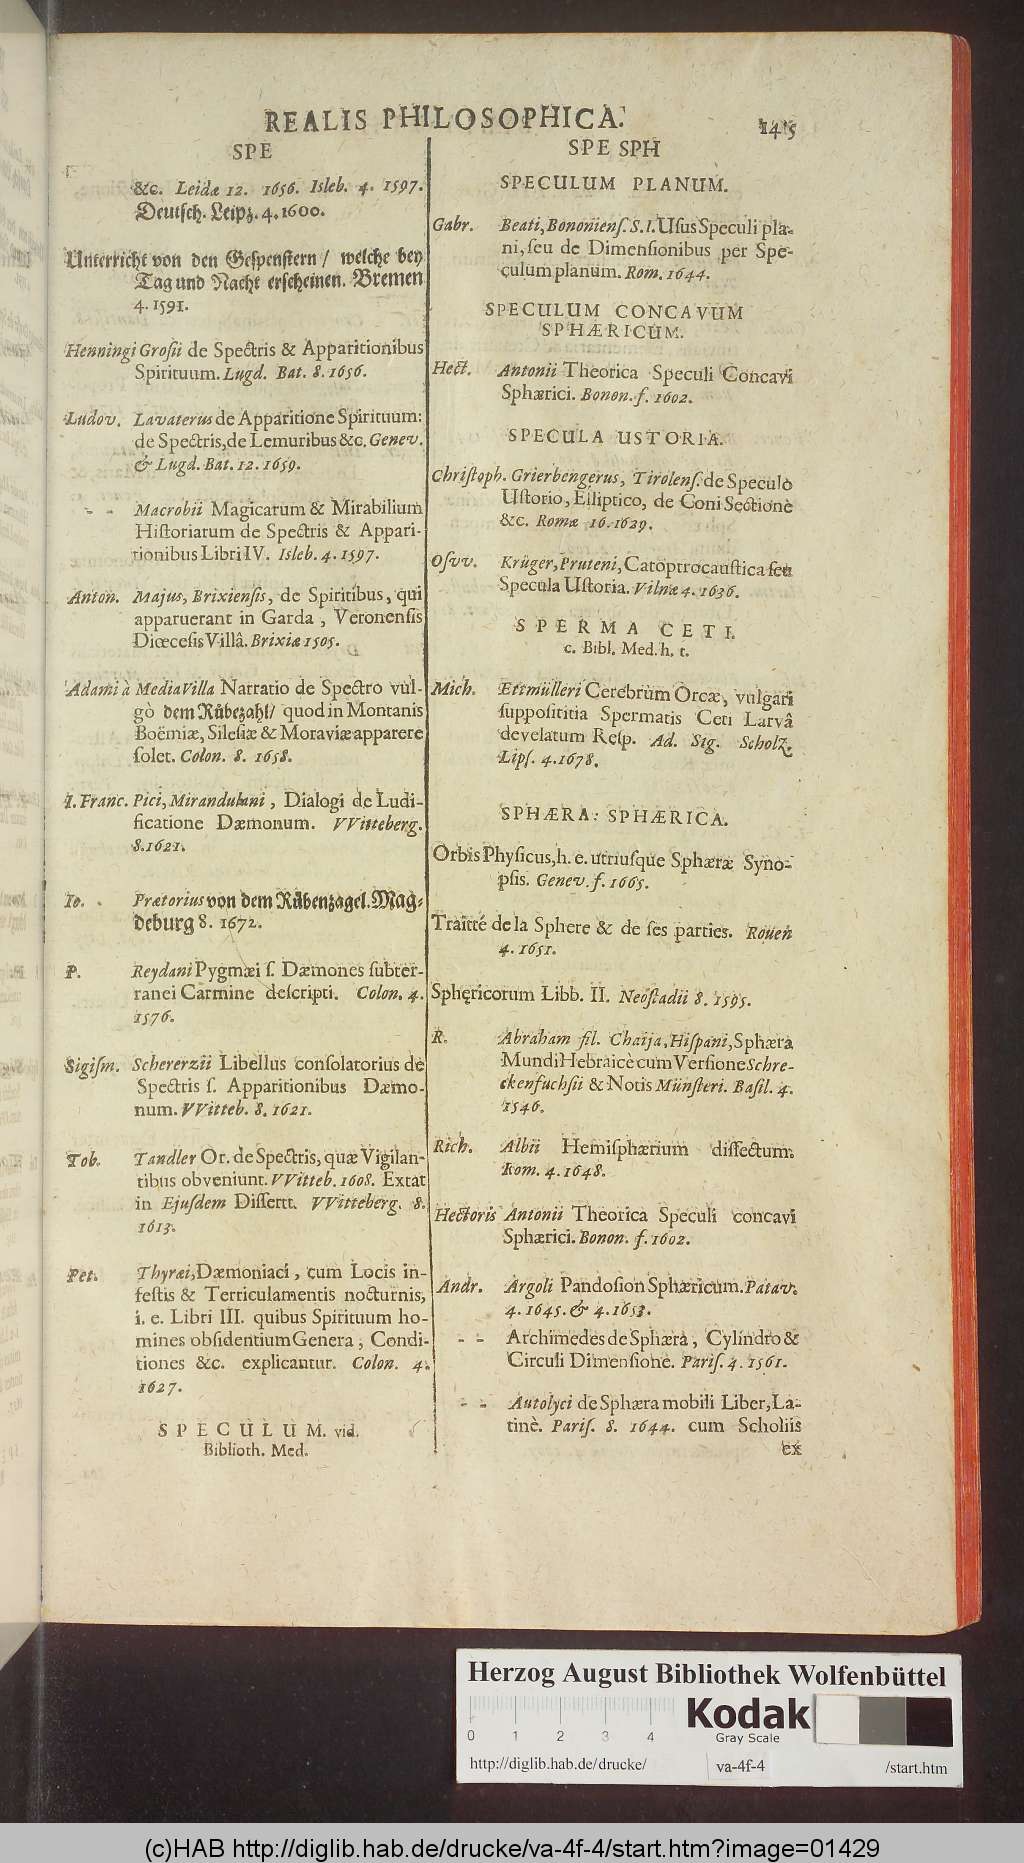 REALIS PHILOSOPHICA. 1415
SPE
&c. Leidæ 12. 1656. Isleb. 4. 1597.
Deutſch. Leipz. 4. 1600.
Unterricht von den Geſpenſtern/ welche bey
Tag und Nacht erſcheinen. Bremen
4. 1591.
Henningi Groſii de Spectris & Apparitionibus
Spirituum. Lugd. Bat. 8. 1656.
Ludov. Lavaterus de Apparitione Spirituum:
de Spectris, de Lemuribus &c. Genev.
& Lugd. Bat. 12. 1659.
- - Macrobii Magicarum & Mirabilium
Hiſtoriarum de Spectris & Appari-
tionibus Libri IV. Isleb. 4. 1597.
Anton. Majus, Brixienſis, de Spiritibus, qui
apparuerant in Garda, Veronenſis
Diœceſis Villâ. Brixiæ 1505.
Adami à Media Villa Narratio de Spectro vul-
gò dem Rübezahl/ quod in Montanis
Boëmiæ, Sileſiæ & Moraviæ apparere
ſolet. Colon. 8. 1658.
I. Franc. Pici, Mirandulani, Dialogi de Ludi-
ficatione Dæmonum. VVitteberg.
8. 1621.
Io. Prætorius von dem Rübenzagel. Mag-
deburg 8. 1672.
P. Reydani Pygmæi ſ. Dæmones ſubter-
ranei Carmine deſcripti. Colon. 4.
1576.
Sigiſm. Schererzii Libellus conſolatorius de
Spectris ſ. Apparitionibus Dæmo-
num. VVitteb. 8. 1621.
Tob. Tandler Or. de Spectris, quæ Vigilan-
tibus obveniunt. VVitteb. 1608. Extat
in Ejuſdem Diſſertt. VVitteberg. 8.
1613.
Pet. Thyræi, Dæmoniaci, cum Locis in-
feſtis & Terriculamentis nocturnis,
i. e. Libri III. quibus Spirituum ho-
mines obſidentium Genera, Condi-
tiones &c. explicantur. Colon. 4.
1627.
SPECULUM. vid.
Biblioth. Med.
SPE SPH
SPECULUM PLANUM.
Gabr. Beati, Bononienſ. S. I. Uſus Speculi pla-
ni, ſeu de Dimenſionibus per Spe-
culum planum. Rom. 1644.
SPECULUM CONCAVUM
SPHÆRICUM.
Hect. Antonii Theorica Speculi Concavi
Sphærici. Bonon. f. 1602.
SPECULA USTORIA.
Chriſtoph. Grierbengerus, Tirolenſ. de Speculo
Uſtorio, Elliptico, de Coni Sectione
&c. Romæ 16. 1629.
Oſvv. Krüger, Pruteni, Catoptrocauſtica ſeu
Specula Uſtoria. Vilnæ 4. 1636.
SPERMA CETI.
c. Bibl. Med. h. t.
Mich. Ettmülleri Cerebrum Orcæ, vulgari
ſuppoſititia Spermatis Ceti Larvâ
develatum Reſp. Ad. Sig. Scholz.
Lipſ. 4. 1678.
SPHÆRA: SPHÆRICA.
Orbis Phyſicus, h. e. utriuſque Sphæræ Syno-
pſis. Genev. f. 1665.
Traitté de la Sphere & de ſes parties. Rouen
4. 1651.
Sphęricorum Libb. II. Neoſtadii 8. 1595.
R. Abraham fil. Chaija, Hiſpani, Sphæra
Mundi Hebraicè cum Verſione Schre-
ckenfuchſii & Notis Münſteri. Baſil. 4.
1546.
Rich. Albii Hemiſphærium diſſectum.
Rom. 4. 1648.
Hectoris Antonii Theorica Speculi concavi
Sphærici. Bonon. f. 1602.
Andr. Argoli Pandoſion Sphæricum. Patav.
4. 1645. & 4. 1653.
- - Archimedes de Sphæra, Cylindro &
Circuli Dimenſione. Pariſ. 4. 1561.
- - Autolyci de Sphæra mobili Liber, La-
tinè. Pariſ. 8. 1644. cum Scholiis
ex
Herzog August Bibliothek Wolfenbüttel
0 1 2 3 4
Kodak
Gray Scale
http://diglib.hab.de/drucke/ va-4f-4 /start.htm
(c)HAB http://diglib.hab.de/drucke/va-4f-4/start.htm?image=01429